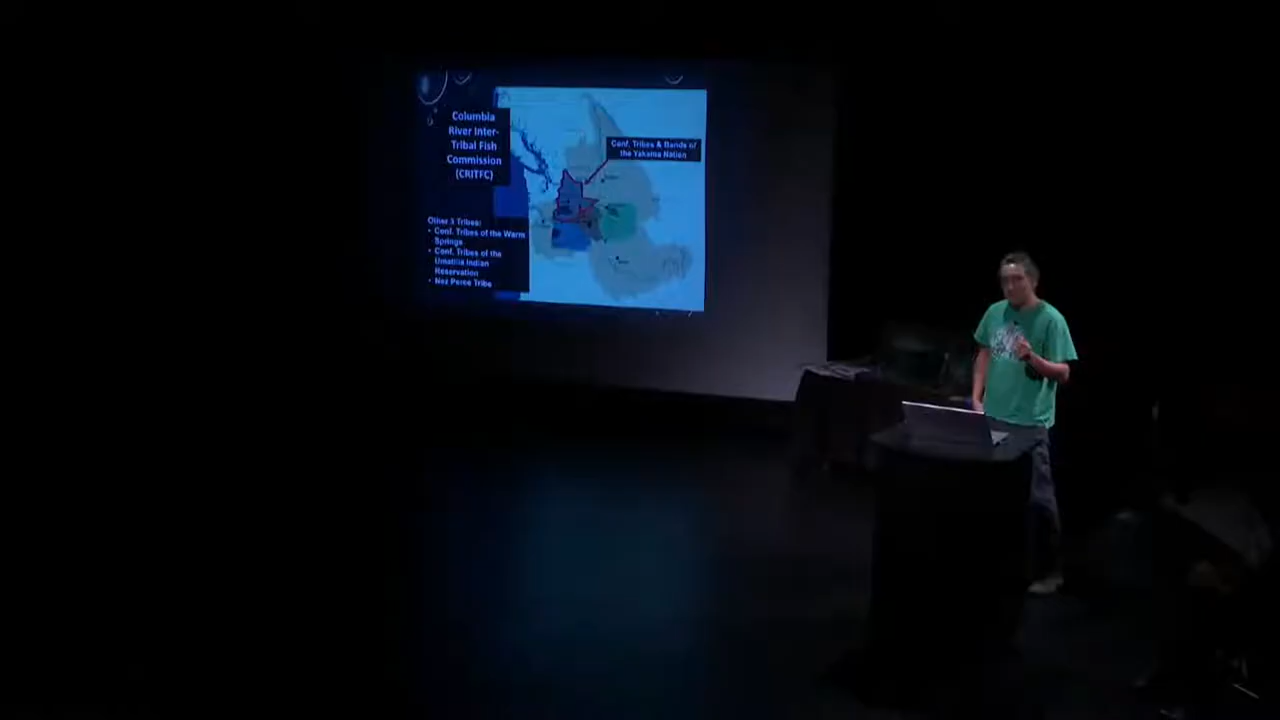 Columbia
River Inter-
Tribal Fish
Commission
(CRITFC)
Conf. Tribes & Bands of
the Yakama Nation
Other 3 Tribes:
• Conf. Tribes of the Warm
Springs
• Conf. Tribes of the
Umatilla Indian
Reservation
• Nez Perce Tribe